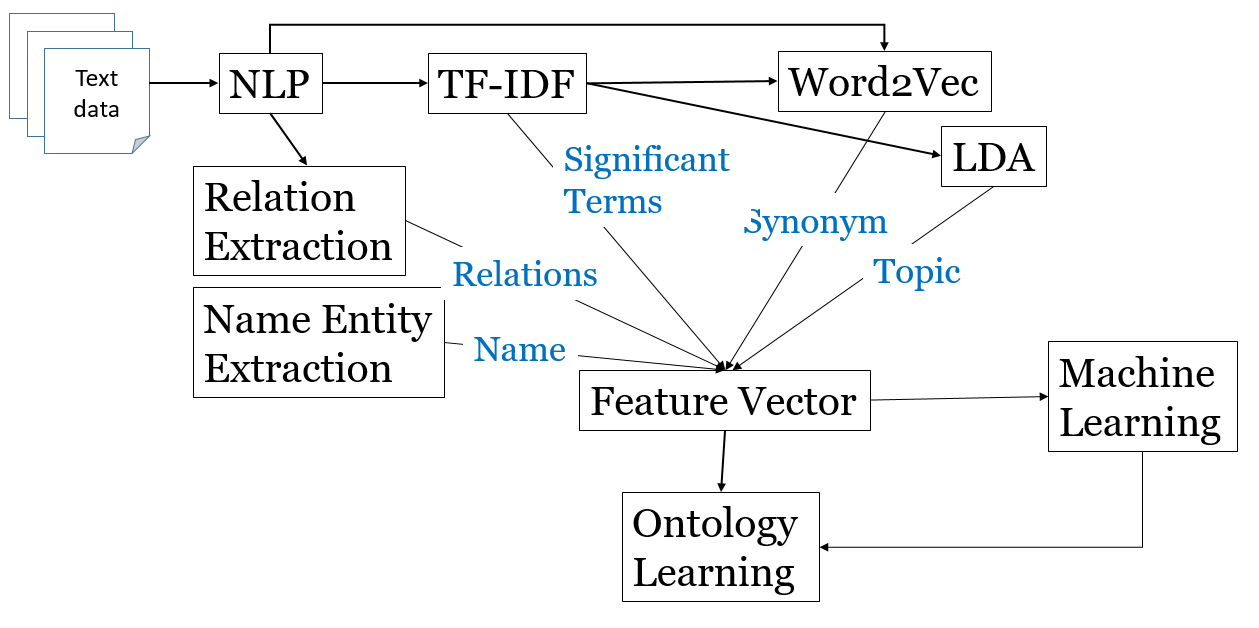 Text
data
NLP
TF-IDF
Word2Vec
LDA
Significant
Terms
Synonym
Topic
Relation
Extraction
Relations
Name Entity
Extraction
Name
Feature Vector
Machine
Learning
Ontology
Learning